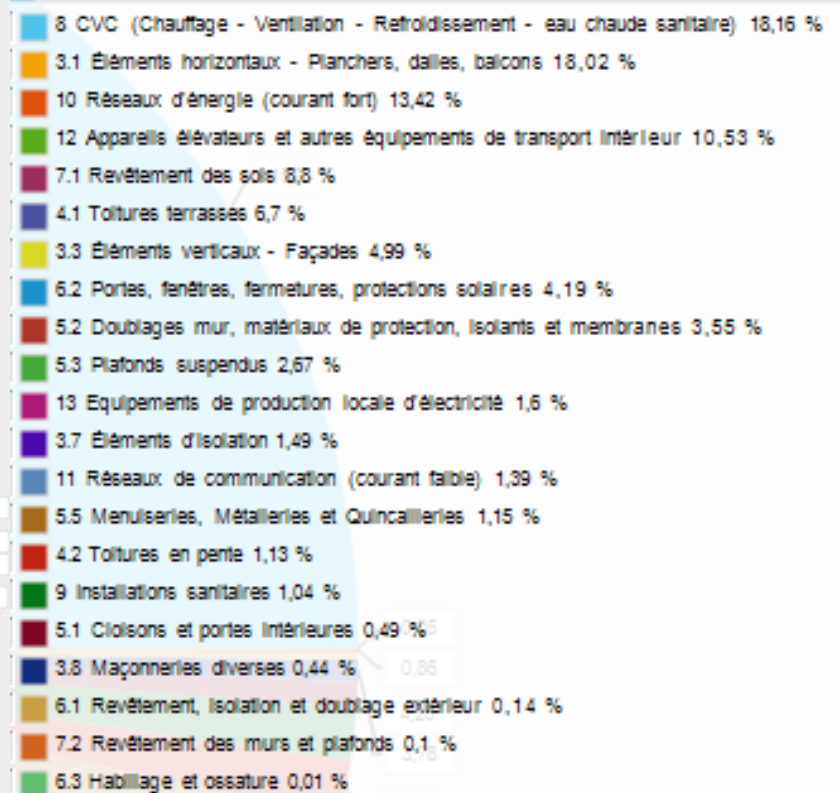 8 CVC (Chauffage - Ventilation - Refroidissement - eau chaude sanitaire) 18,16 %
3.1 Éléments horizontaux - Planchers, dalles, balcons 18,02 %
10 Réseaux d'énergie (courant fort) 13,42 %
12 Appareils élévateurs et autres équipements de transport intérieur 10,53 %
7.1 Revêtement des sols 8,8 %
4.1 Toitures terrasses 6,7 %
3.3 Éléments verticaux - Façades 4,99 %
6.2 Portes, fenêtres, fermetures, protections solaires 4,19 %
5.2 Doublages mur, matériaux de protection, isolants et membranes 3,55 %
5.3 Plafonds suspendus 2,67 %
13 Equipements de production locale d'électricité 1,6 %
3.7 Éléments d'isolation 1,49 %
11 Réseaux de communication (courant faible) 1,39 %
5.5 Menuiseries, Métalleries et Quincailleries 1,15 %
4.2 Toitures en pente 1,13 %
9 Installations sanitaires 1,04 %
5.1 Cloisons et portes intérieures 0,49 %
3.8 Maçonneries diverses 0,44 %
0,86
6.1 Revêtement, isolation et doublage extérieur 0,14 %
7.2 Revêtement des murs et plafonds 0,1 %
6.3 Habillage et ossature 0,01 %